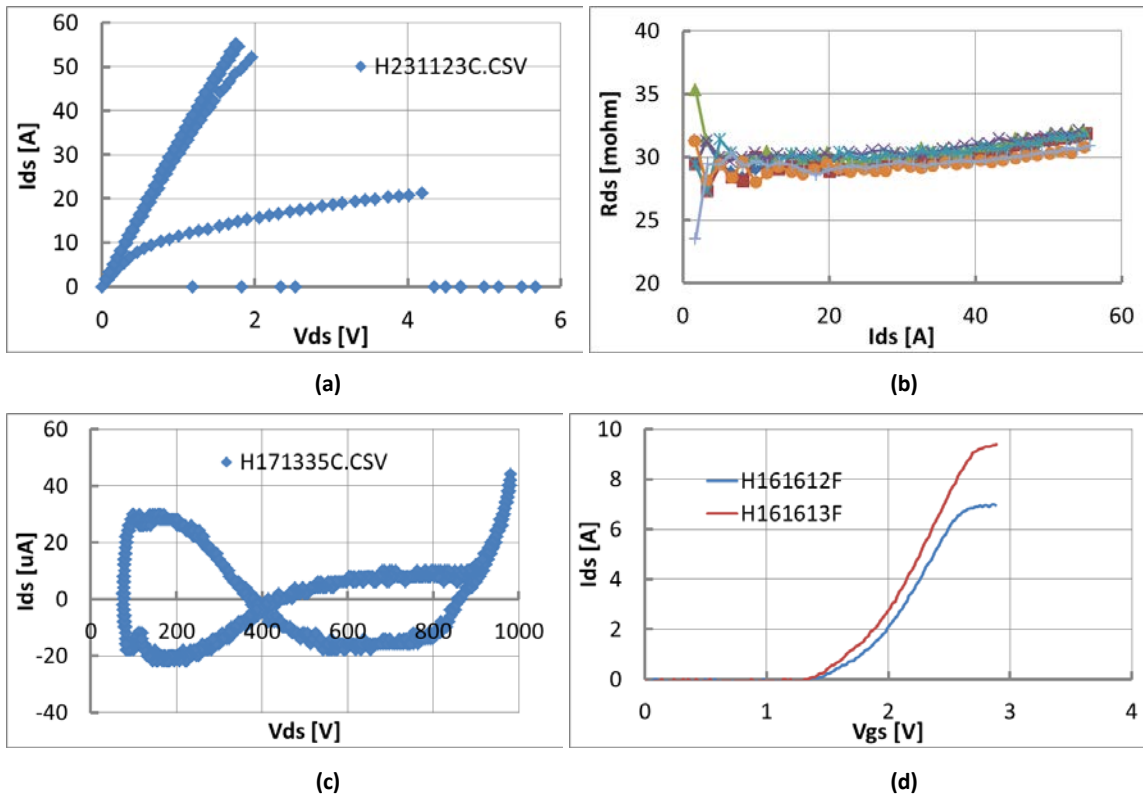 60
50
40
30
20
10
0
Ids [A]
H231123C.CSV
0 2 4 6
Vds [V]
(a)
40
35
30
25
20
Rds [mohm]
0 20 40 60
Ids [A]
(b)
60
40
20
0
-20
-40
Ids [uA]
H171335C.CSV
0 200 400 600 800 1000
Vds [V]
(c)
10
8
6
4
2
0
Ids [A]
H161612F
H161613F
0 1 2 3 4
Vgs [V]
(d)